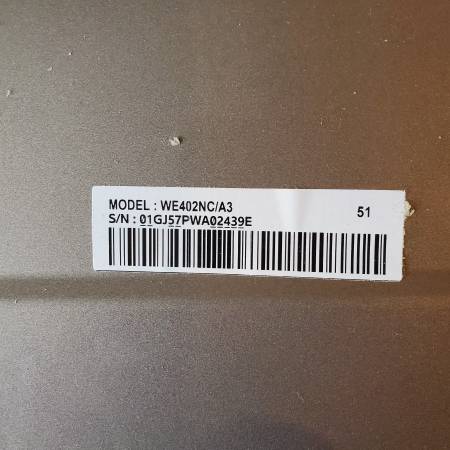 MODEL : WE402NC/A3
51
S/N : 01GJ57PWA02439E